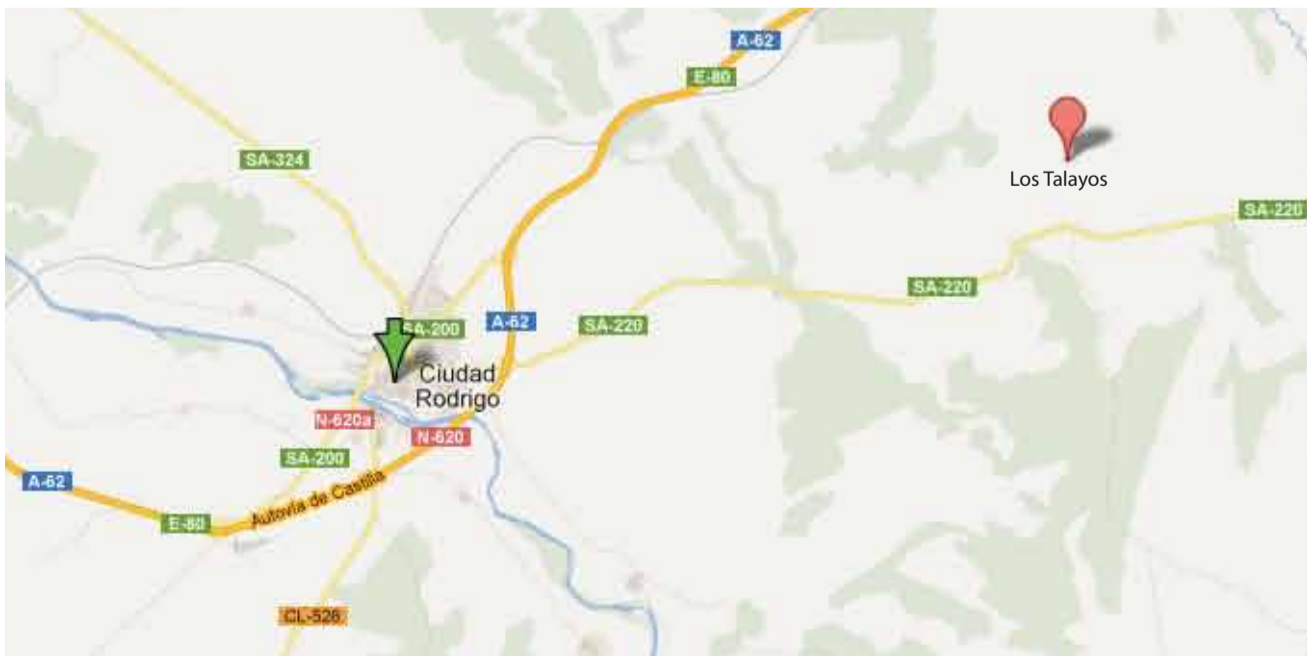 A-62
E-80
SA-324
Los Talayos
SA-220
SA-220
SA-200
A-62
SA-220
Ciudad
Rodrigo
N-620a
N-620
SA-200
A-62
Autovía de Castilla
E-80
CL-526